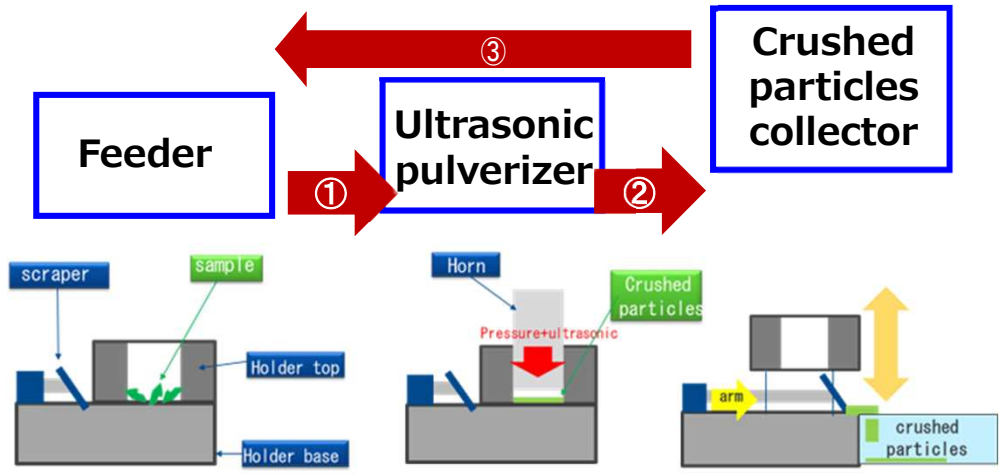 ③
Crushed
particles
collector
Feeder
①
Ultrasonic
pulverizer
②
scraper
sample
Holder top
Holder base
Horn
Crushed
particles
Pressure+ultrasonic
arm
crushed
particles